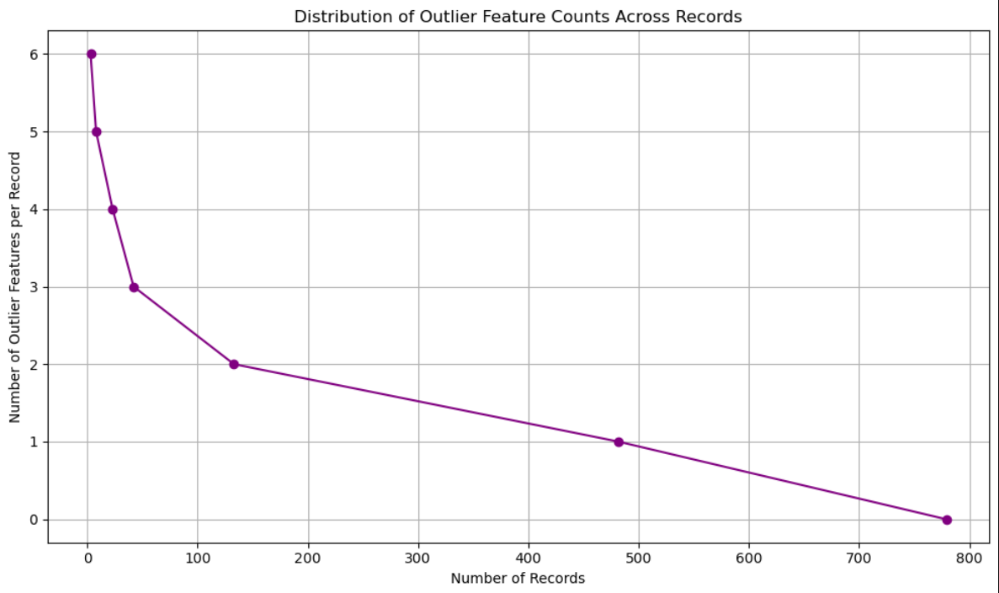 Distribution of Outlier Feature Counts Across Records
Number of Outlier Features per Record
6
5
4
3
2
1
0
0 100 200 300 400 500 600 700 800
Number of Records